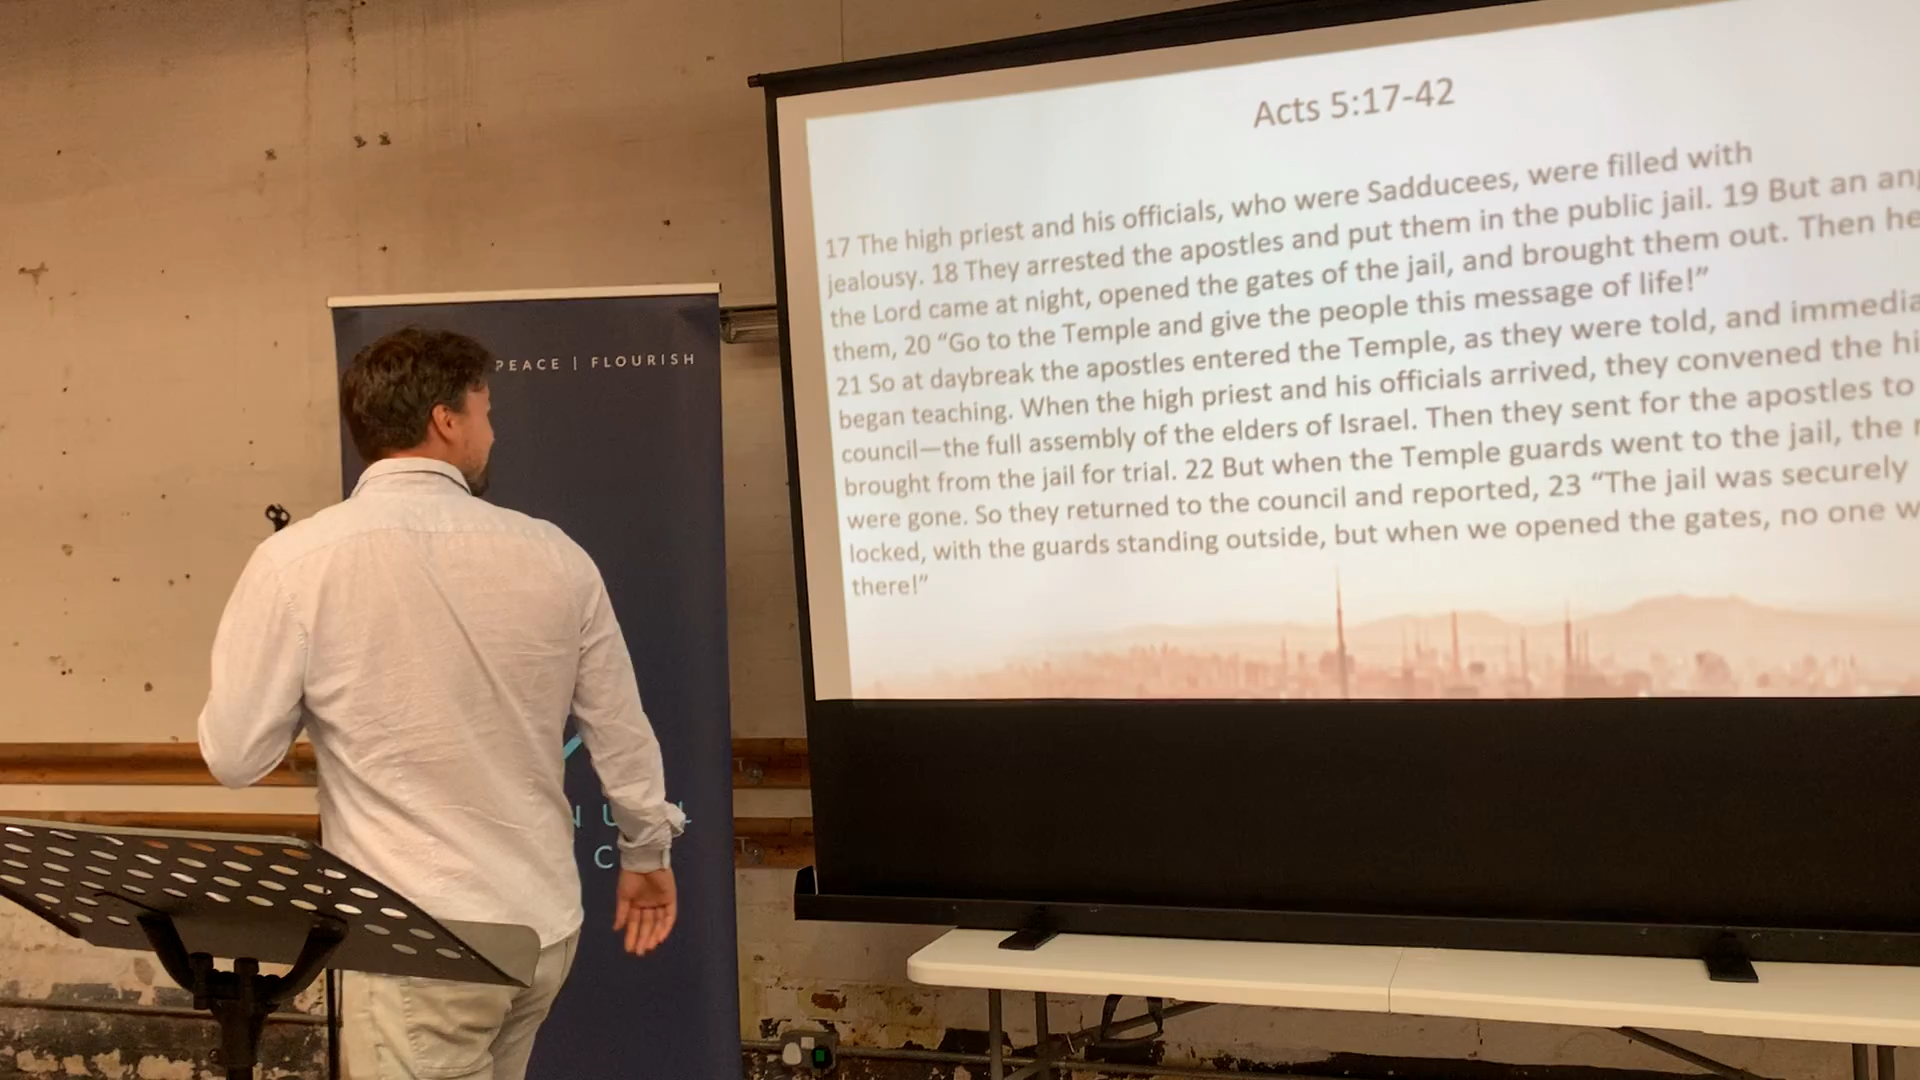 Acts 5:17-42
17 The high priest and his officials, who were Sadducees, were filled with
jealousy. 18 They arrested the apostles and put them in the public jail. 19 But an
the Lord came at night, opened the gates of the jail, and brought them out. Then he
them, 20 “Go to the Temple and give the people this message of life!”
21 So at daybreak the apostles entered the Temple, as they were told, and
began teaching. When the high priest and his officials arrived, they convened the
council—the full assembly of the elders of Israel. Then they sent for the apostles to
brought from the jail for trial. 22 But when the Temple guards went to the jail, the
were gone. So they returned to the council and reported, 23 “The jail was securely
locked, with the guards standing outside, but when we opened the gates, no one
there!”
PEACE | FLOURISH